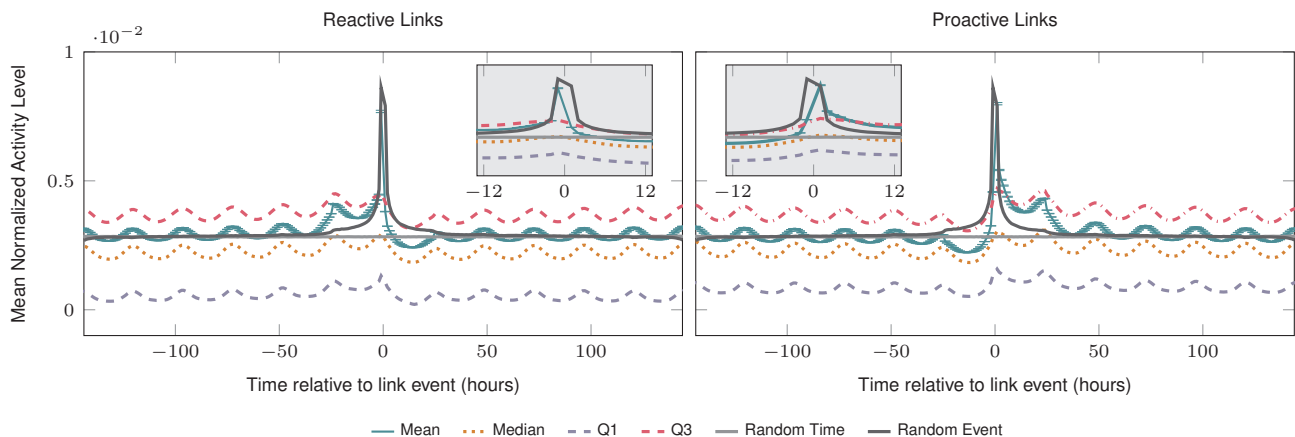 Reactive Links
Proactive Links
·10⁻²
1
0.5
0
Mean Normalized Activity Level
−12 0 12
−12 0 12
−100 −50 0 50 100
−100 −50 0 50 100
Time relative to link event (hours)
Time relative to link event (hours)
Mean Median Q1 Q3 Random Time Random Event